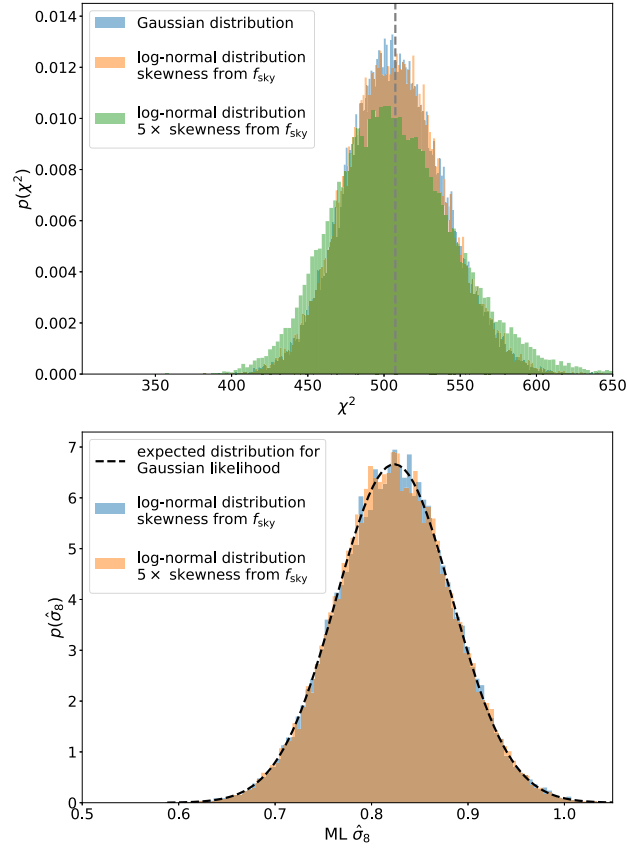 0.014
0.012
0.010
0.008
0.006
0.004
0.002
0.000
p(χ²)
Gaussian distribution
log-normal distribution
skewness from f_sky
log-normal distribution
5× skewness from f_sky
350 400 450 500 550 600 650
χ²
7
6
5
4
3
2
1
0
p(σ̂₈)
expected distribution for
Gaussian likelihood
log-normal distribution
skewness from f_sky
log-normal distribution
5× skewness from f_sky
0.5 0.6 0.7 0.8 0.9 1.0
ML σ̂₈